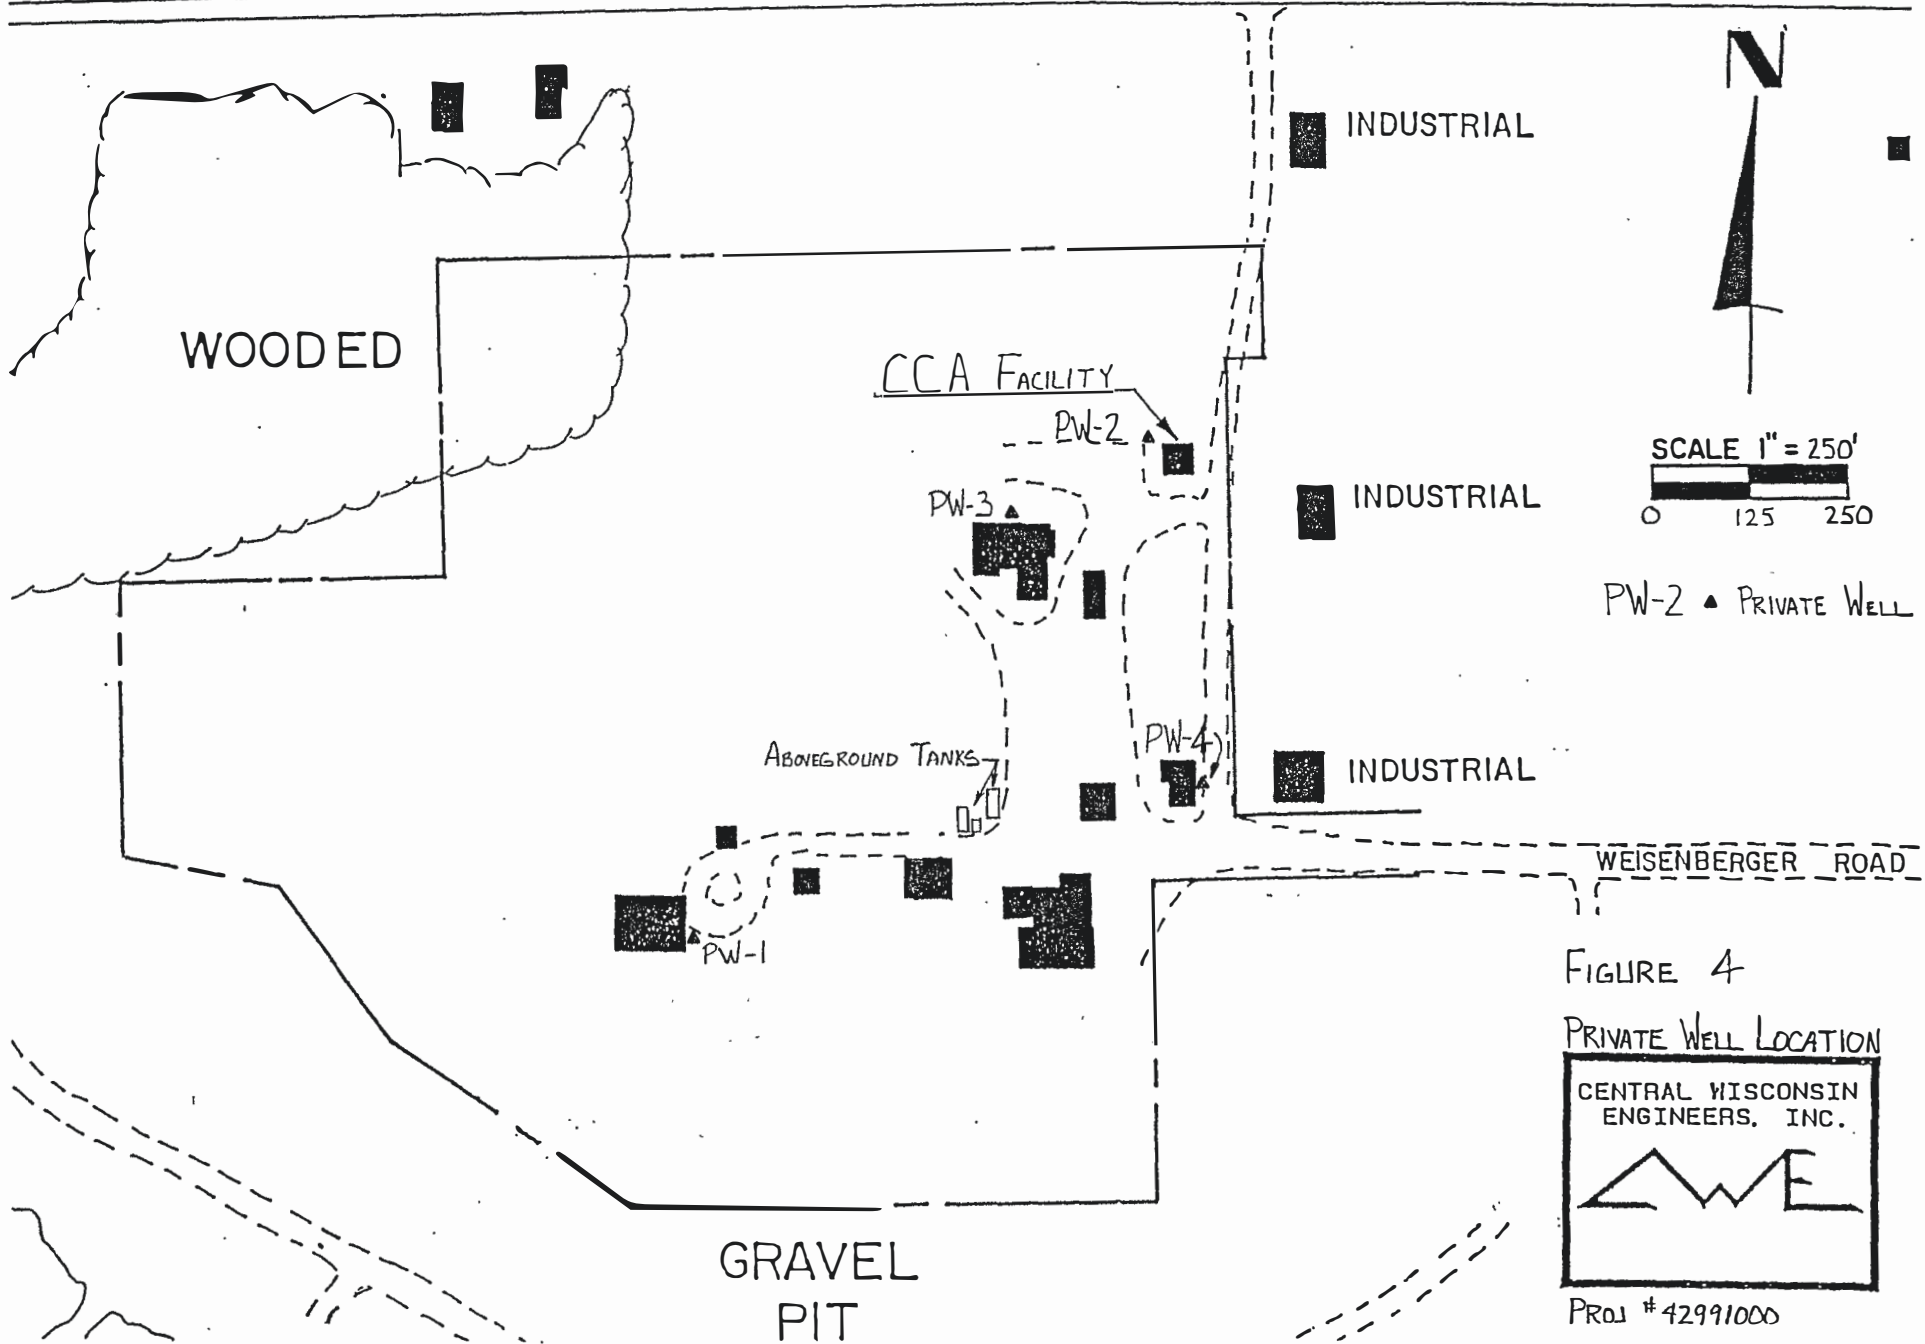 N
INDUSTRIAL
WOODED
CCA FACILITY
PW-2
SCALE 1" = 250'
0 125 250
PW-3
INDUSTRIAL
PW-2 ▲ PRIVATE WELL
PW-4
ABOVEGROUND TANKS
INDUSTRIAL
WEISENBERGER ROAD
PW-1
FIGURE 4
PRIVATE WELL LOCATION
CENTRAL WISCONSIN
ENGINEERS. INC.
CWE
GRAVEL
PIT
PROJ # 42991000